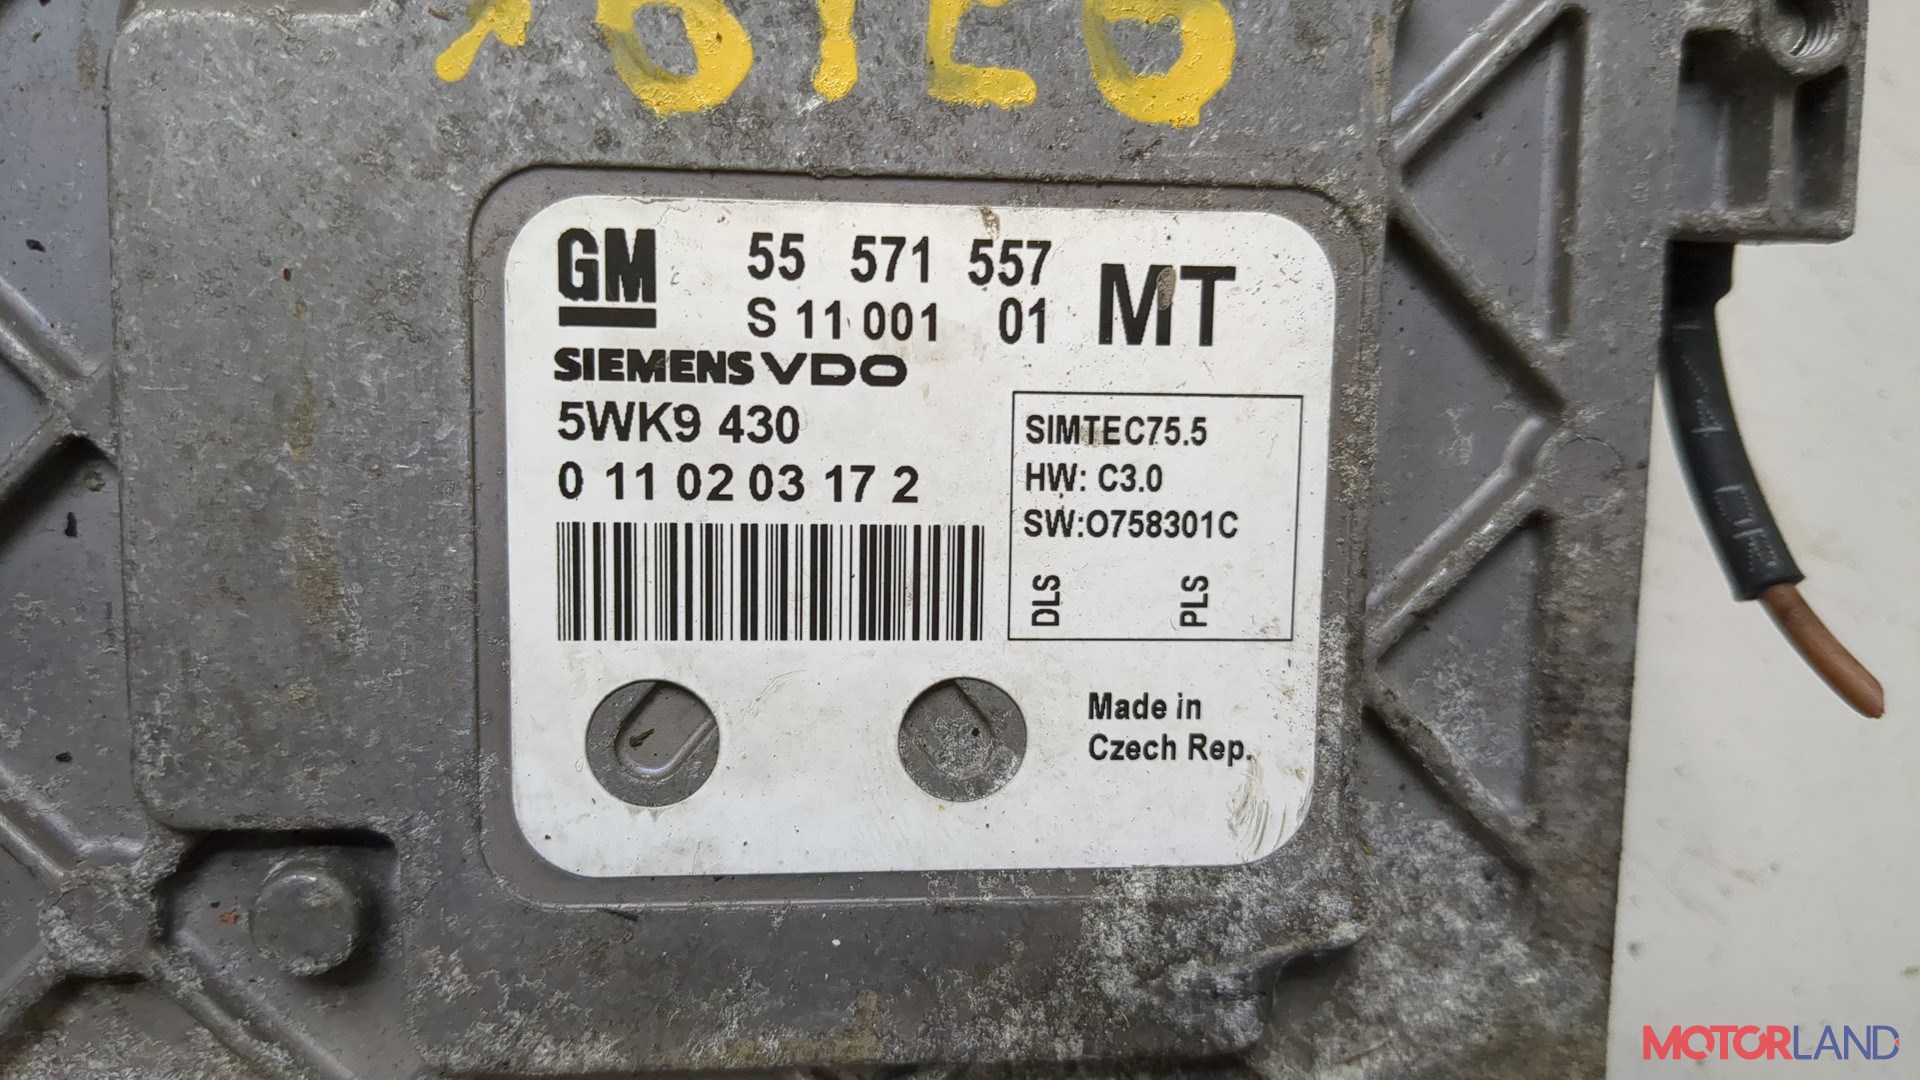 GM 55 571 557 MT
S 11 001 01
SIEMENS VDO
5WK9 430
0 11 02 03 17 2
SIMTEC75.5
HW: C3.0
SW:O758301C
DLS PLS
Made in
Czech Rep.
MOTORLAND